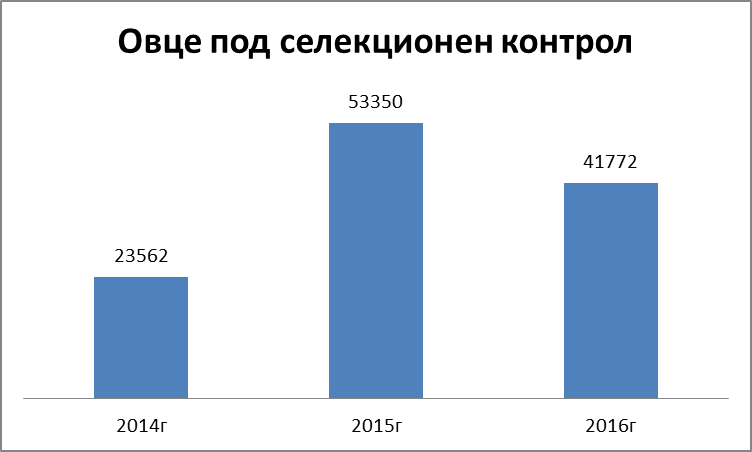 Овце под селекционен контрол
53350
41772
23562
2014г
2015г
2016г